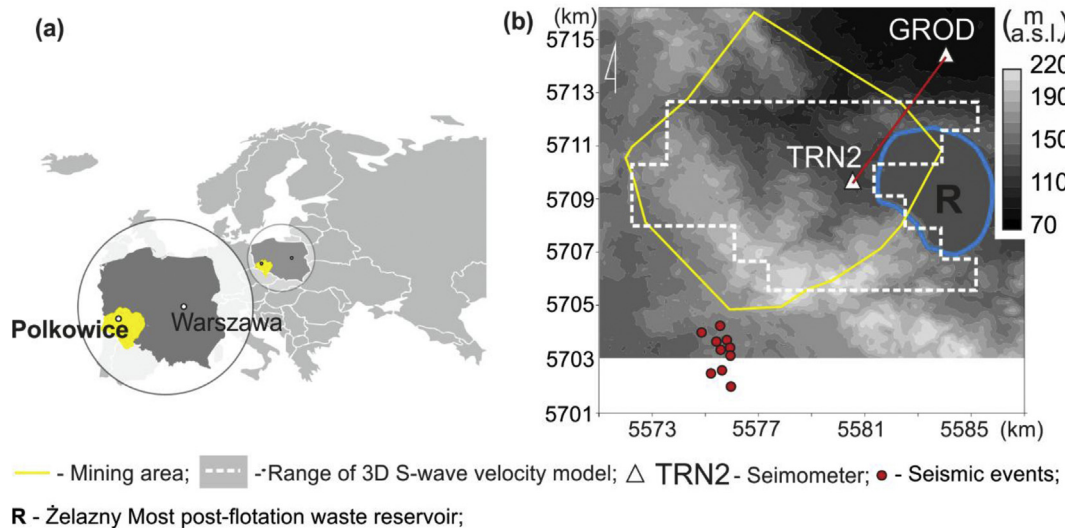 (a)
Polkowice
Warszawa
(b)
(km)
5715
5713
5711
5709
5707
5705
5703
5701
5573 5577 5581 5585 (km)
GROD
TRN2
R
(m a.s.l.)
220
190
150
110
70
- Mining area; - Range of 3D S-wave velocity model; TRN2 - Seimometer; - Seismic events;
R - Żelazny Most post-flotation waste reservoir;